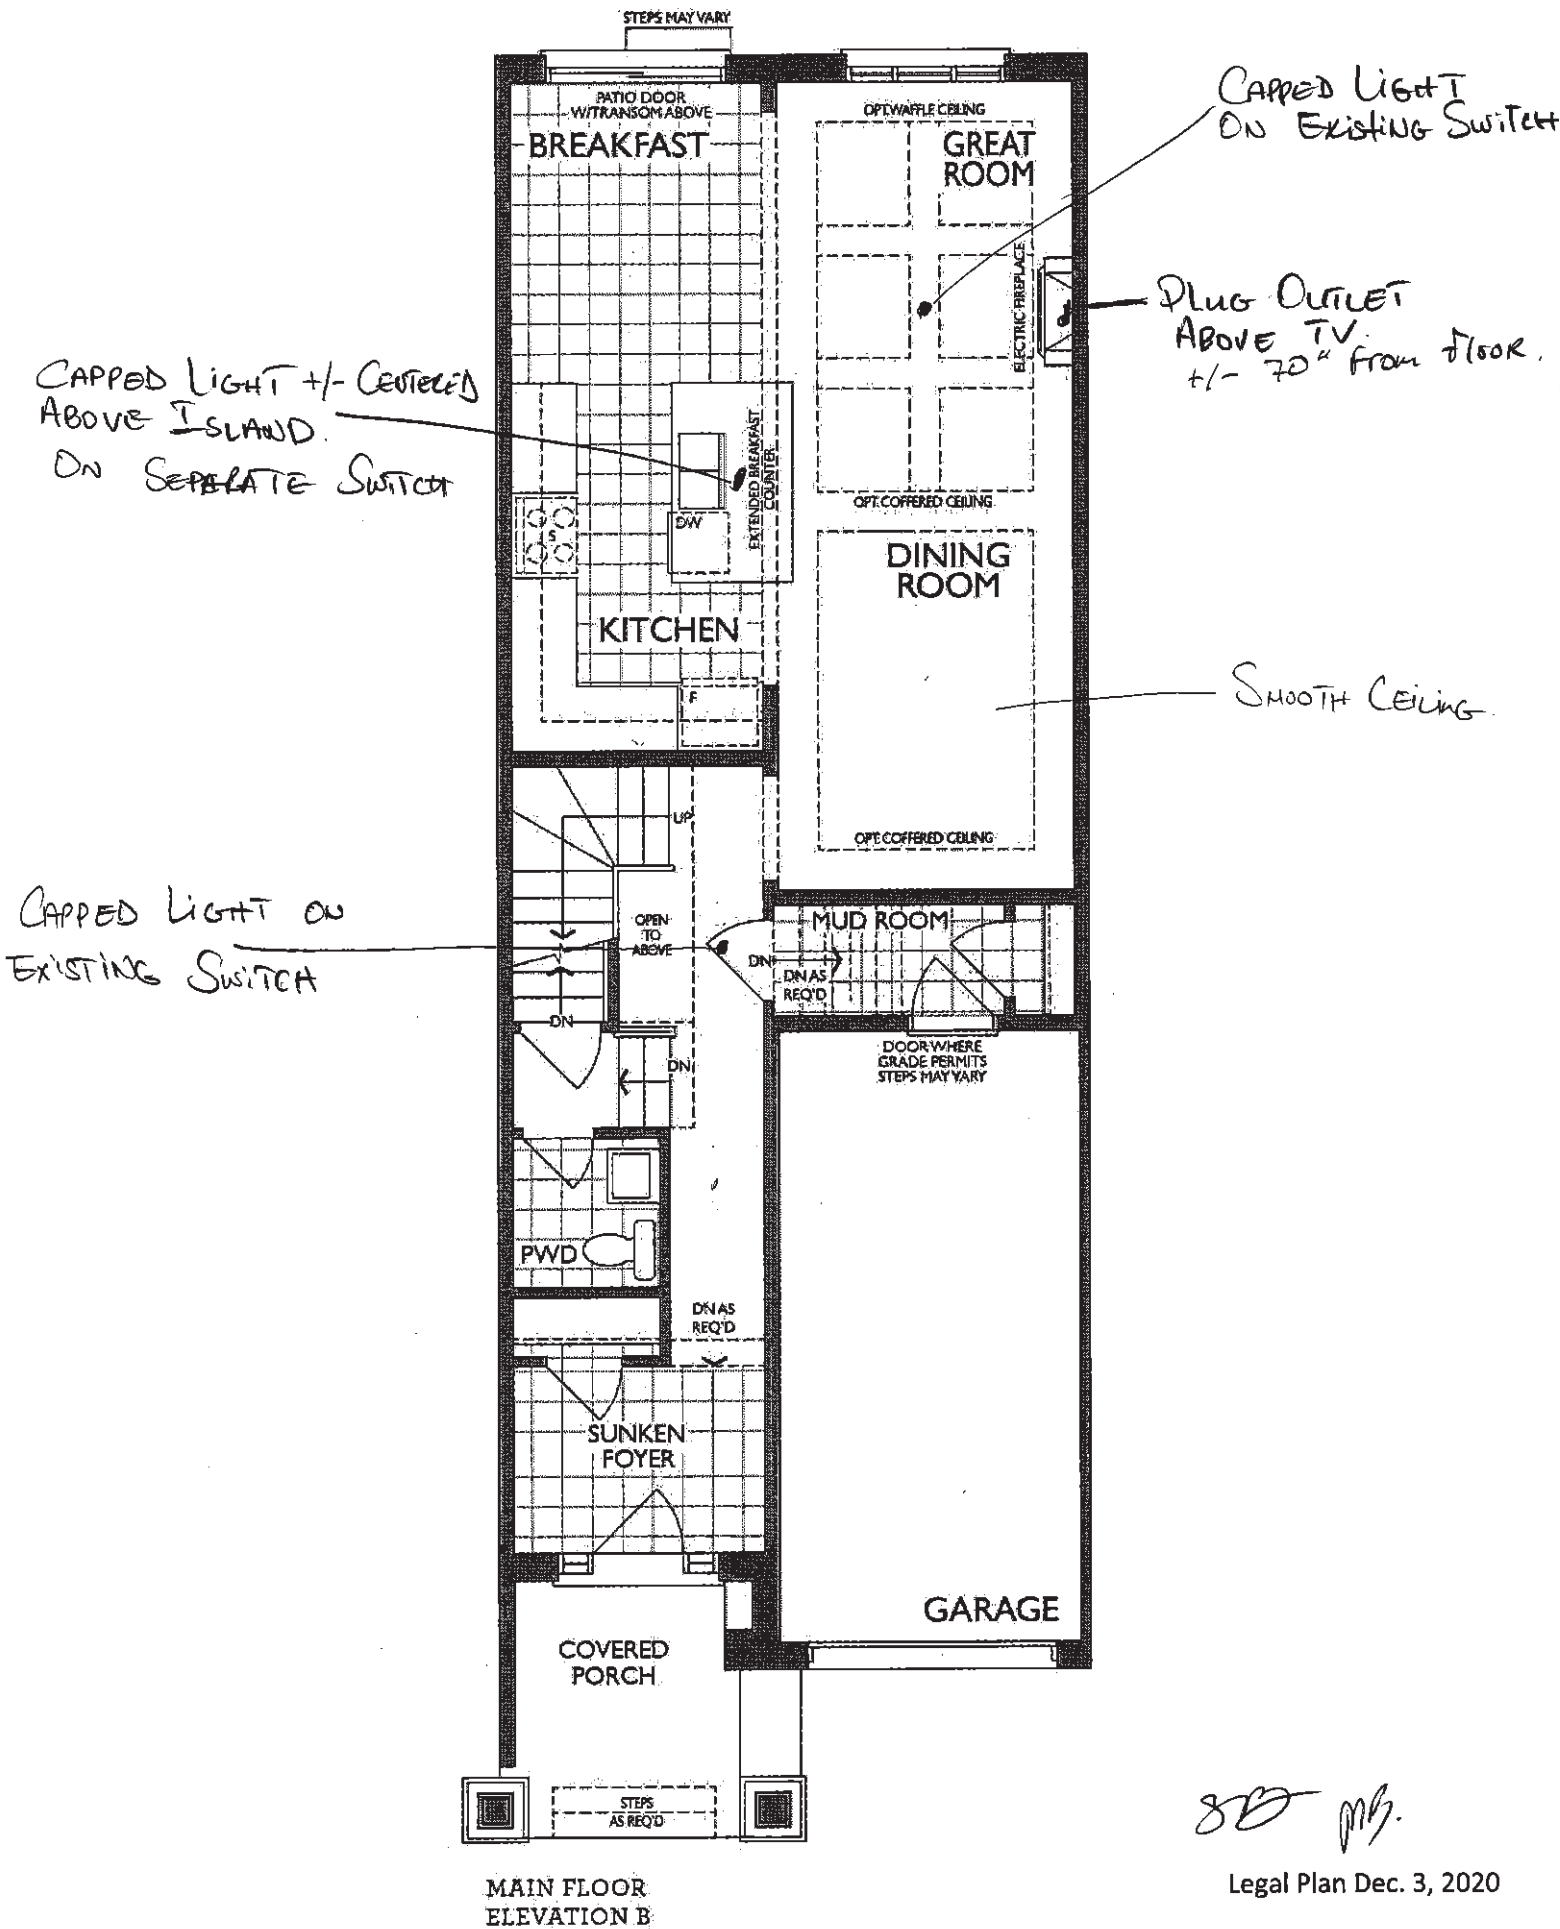 STEPS MAY VARY
PATIO DOOR
W/TRANSOM ABOVE
BREAKFAST
OPT.WAFFLE CEILING
GREAT
ROOM
CAPPED LIGHT
ON EXISTING SWITCH
ELECTRIC FIREPLACE
PLUG OUTLET
ABOVE TV.
+/- 70" From floor.
CAPPED LIGHT +/- CENTERED
ABOVE ISLAND.
ON SEPARATE SWITCH
EXTENDED BREAKFAST
COUNTER
DW
S
OPT. COFFERED CEILING
DINING
ROOM
KITCHEN
F
SMOOTH CEILING
OPT. COFFERED CEILING
UP
CAPPED LIGHT ON
EXISTING SWITCH
OPEN
TO
ABOVE
MUD ROOM
DN
DN AS
REQ'D
DN
DOOR WHERE
GRADE PERMITS
STEPS MAY VARY
DN
PWD
DN AS
REQ'D
SUNKEN
FOYER
GARAGE
COVERED
PORCH
STEPS
AS REQ'D
MAIN FLOOR
ELEVATION B
Legal Plan Dec. 3, 2020